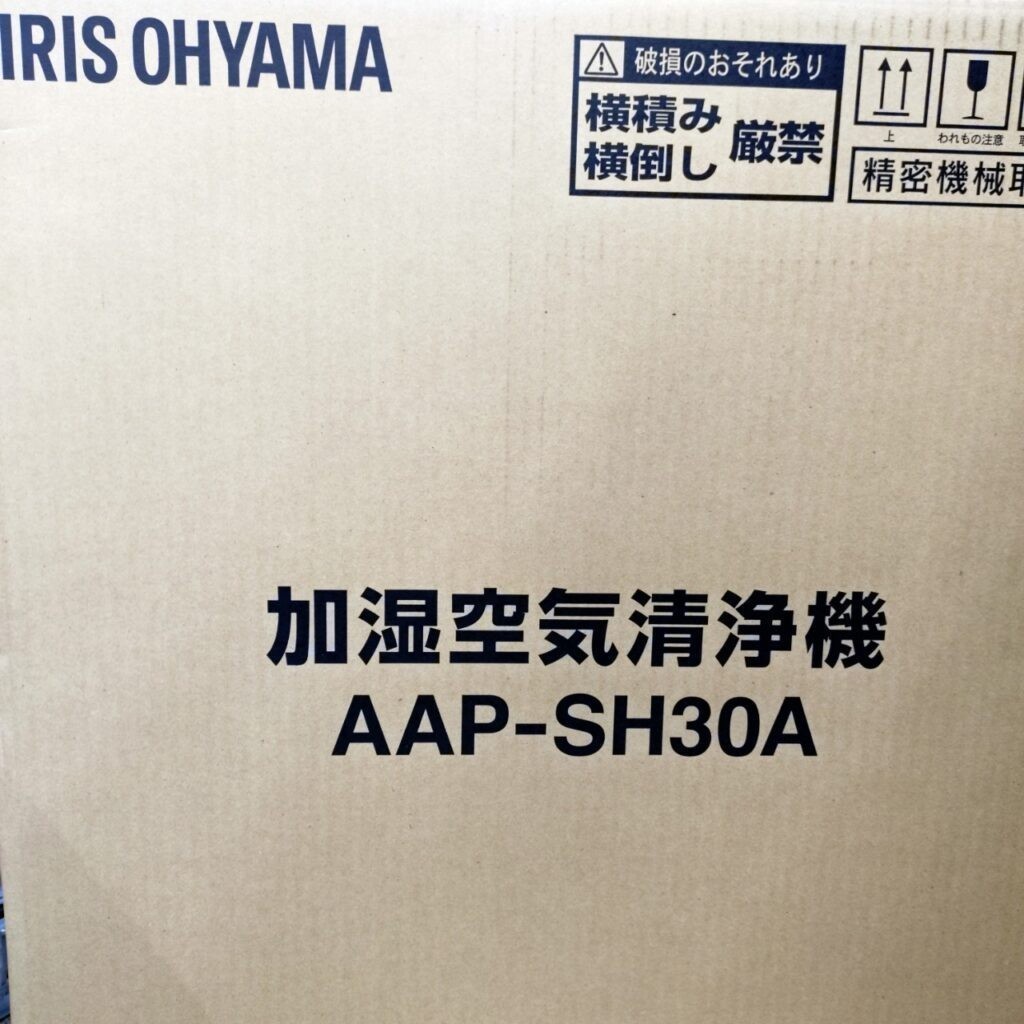 IRIS OHYAMA
破損のおそれあり
横積み
横倒し
厳禁
上
われもの注意
精密機械
加湿空気清浄機
AAP-SH30A